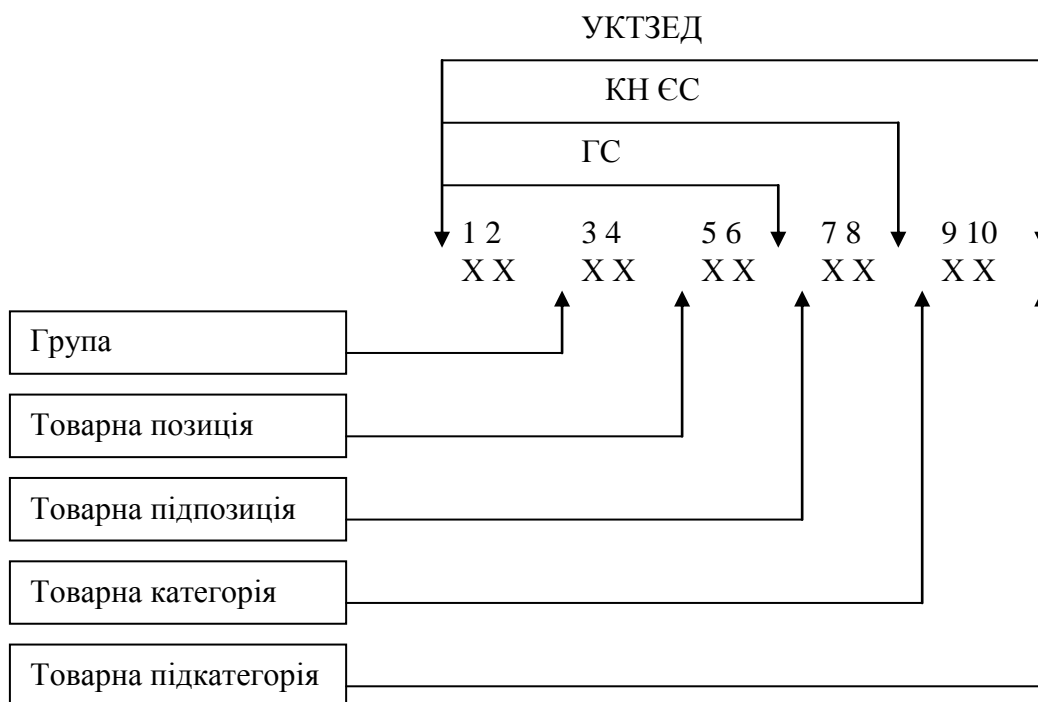 УКТЗЕД
КН ЄС
ГС
1 2 3 4 5 6 7 8 9 10
Х Х Х Х Х Х Х Х Х Х
Група
Товарна позиція
Товарна підпозиція
Товарна категорія
Товарна підкатегорія